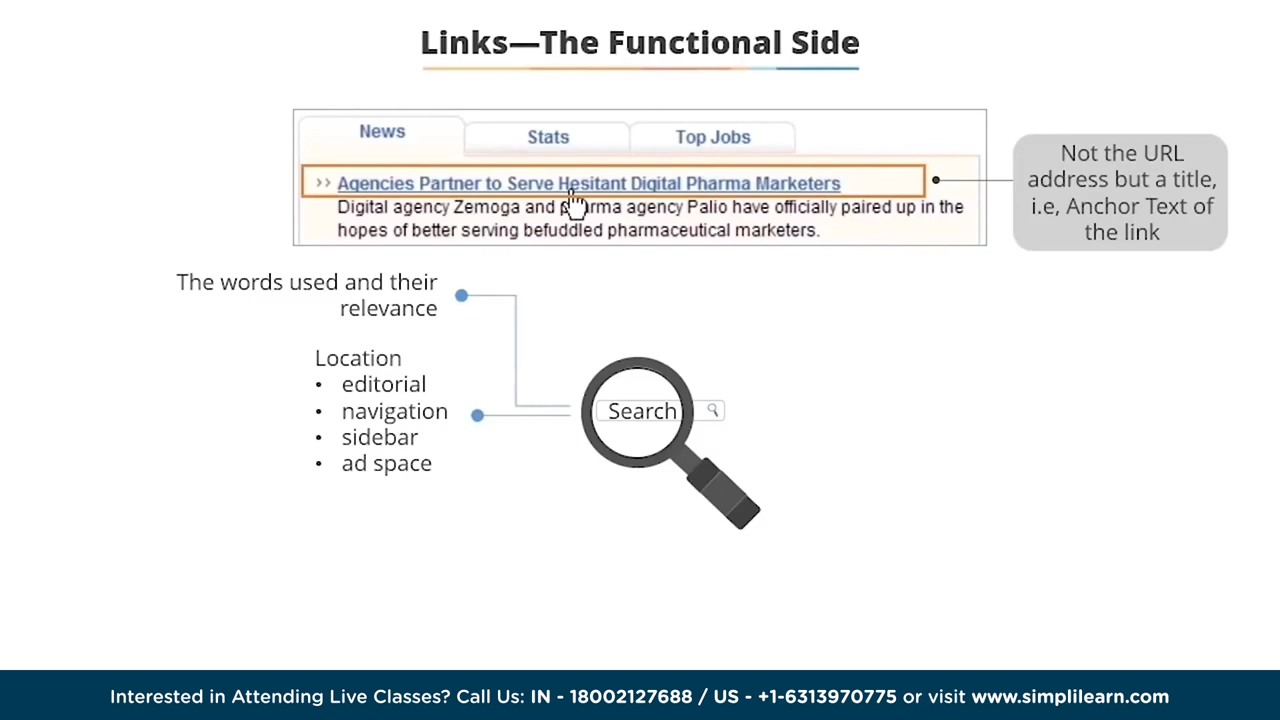 Links—The Functional Side
News
Stats
Top Jobs
>> Agencies Partner to Serve Hesitant Digital Pharma Marketers
Digital agency Zemoga and pharma agency Palio have officially paired up in the
hopes of better serving befuddled pharmaceutical marketers.
Not the URL
address but a title,
i.e, Anchor Text of
the link
The words used and their
relevance
Location
• editorial
• navigation
• sidebar
• ad space
Search
Interested in Attending Live Classes? Call Us: IN - 18002127688 / US - +1-6313970775 or visit www.simplilearn.com